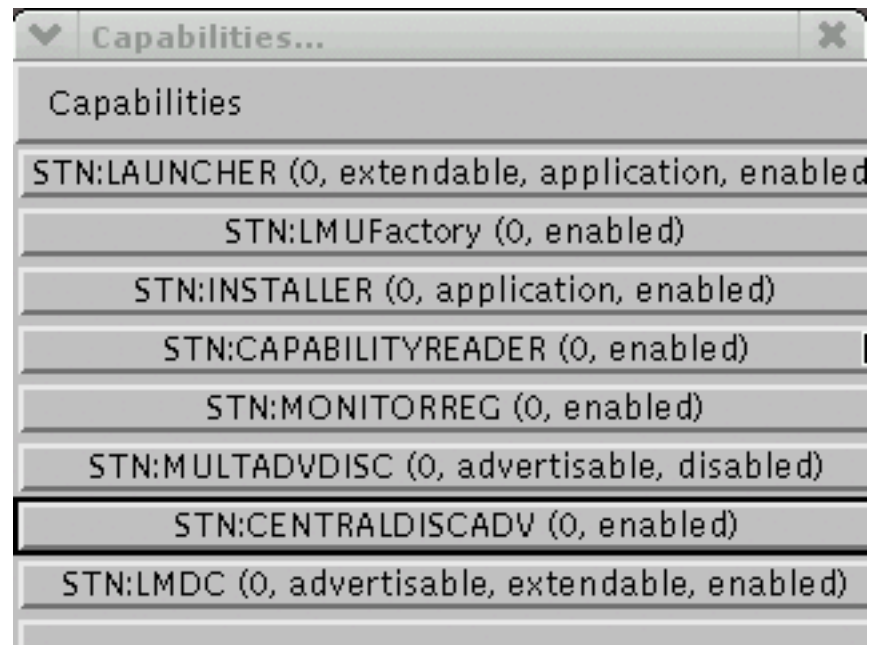 Capabilities...
Capabilities
STN:LAUNCHER (0, extendable, application, enabled
STN:LMUFactory (0, enabled)
STN:INSTALLER (0, application, enabled)
STN:CAPABILITYREADER (0, enabled)
STN:MONITORREG (0, enabled)
STN:MULTADVDISC (0, advertisable, disabled)
STN:CENTRALDISCADV (0, enabled)
STN:LMDC (0, advertisable, extendable, enabled)